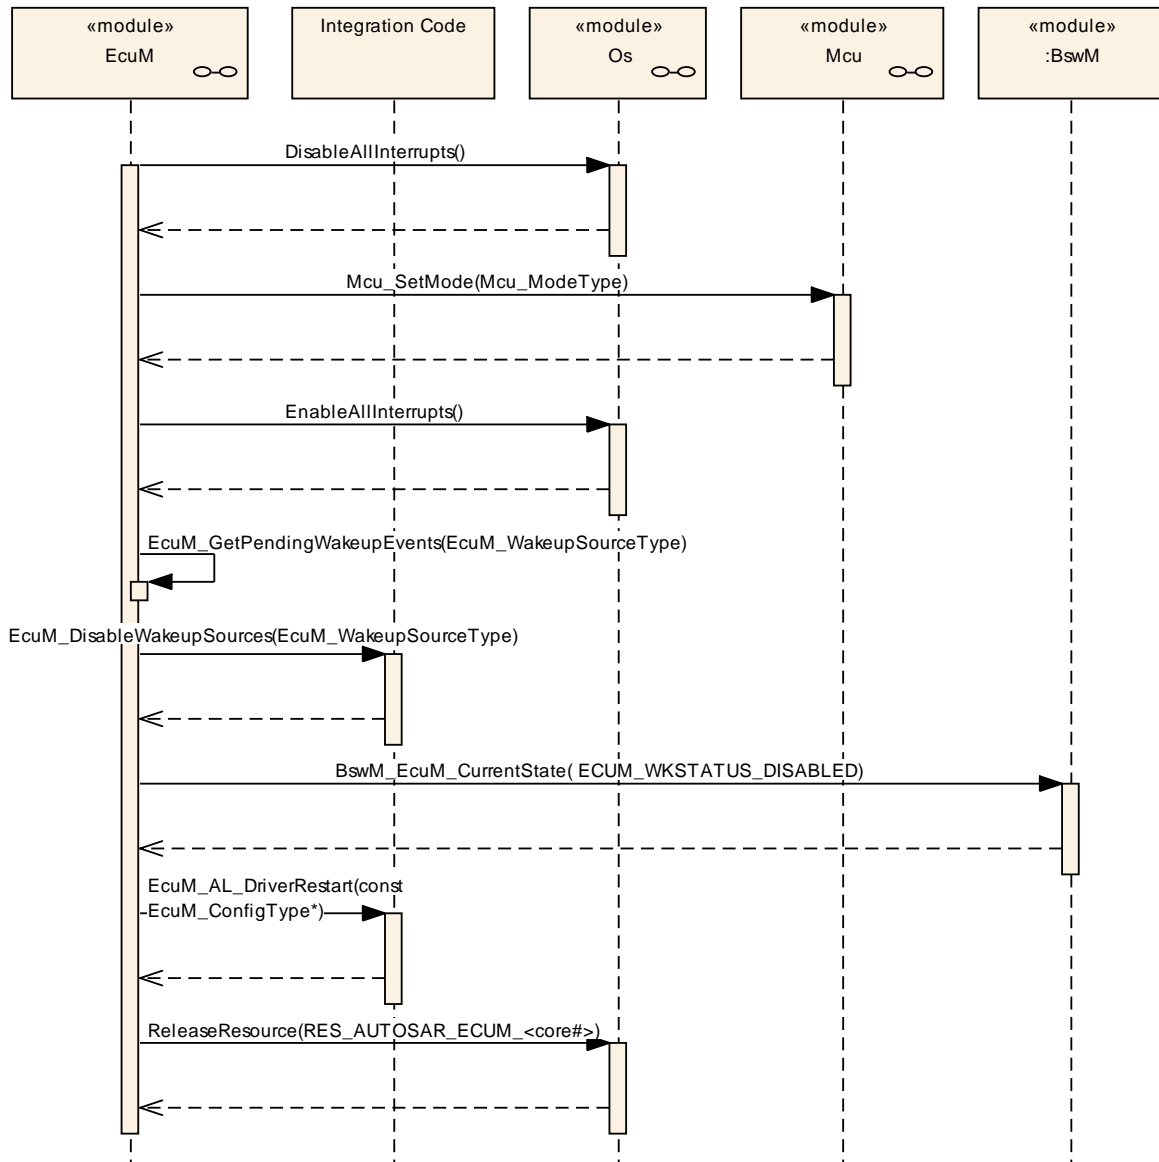 «module»
EcuM
Integration Code
«module»
Os
«module»
Mcu
«module»
:BswM
DisableAllInterrupts()
Mcu_SetMode(Mcu_ModeType)
EnableAllInterrupts()
EcuM_GetPendingWakeupEvents(EcuM_WakeupSourceType)
EcuM_DisableWakeupSources(EcuM_WakeupSourceType)
BswM_EcuM_CurrentState( ECUM_WKSTATUS_DISABLED)
EcuM_AL_DriverRestart(const
EcuM_ConfigType*)
ReleaseResource(RES_AUTOSAR_ECUM_<core#>)